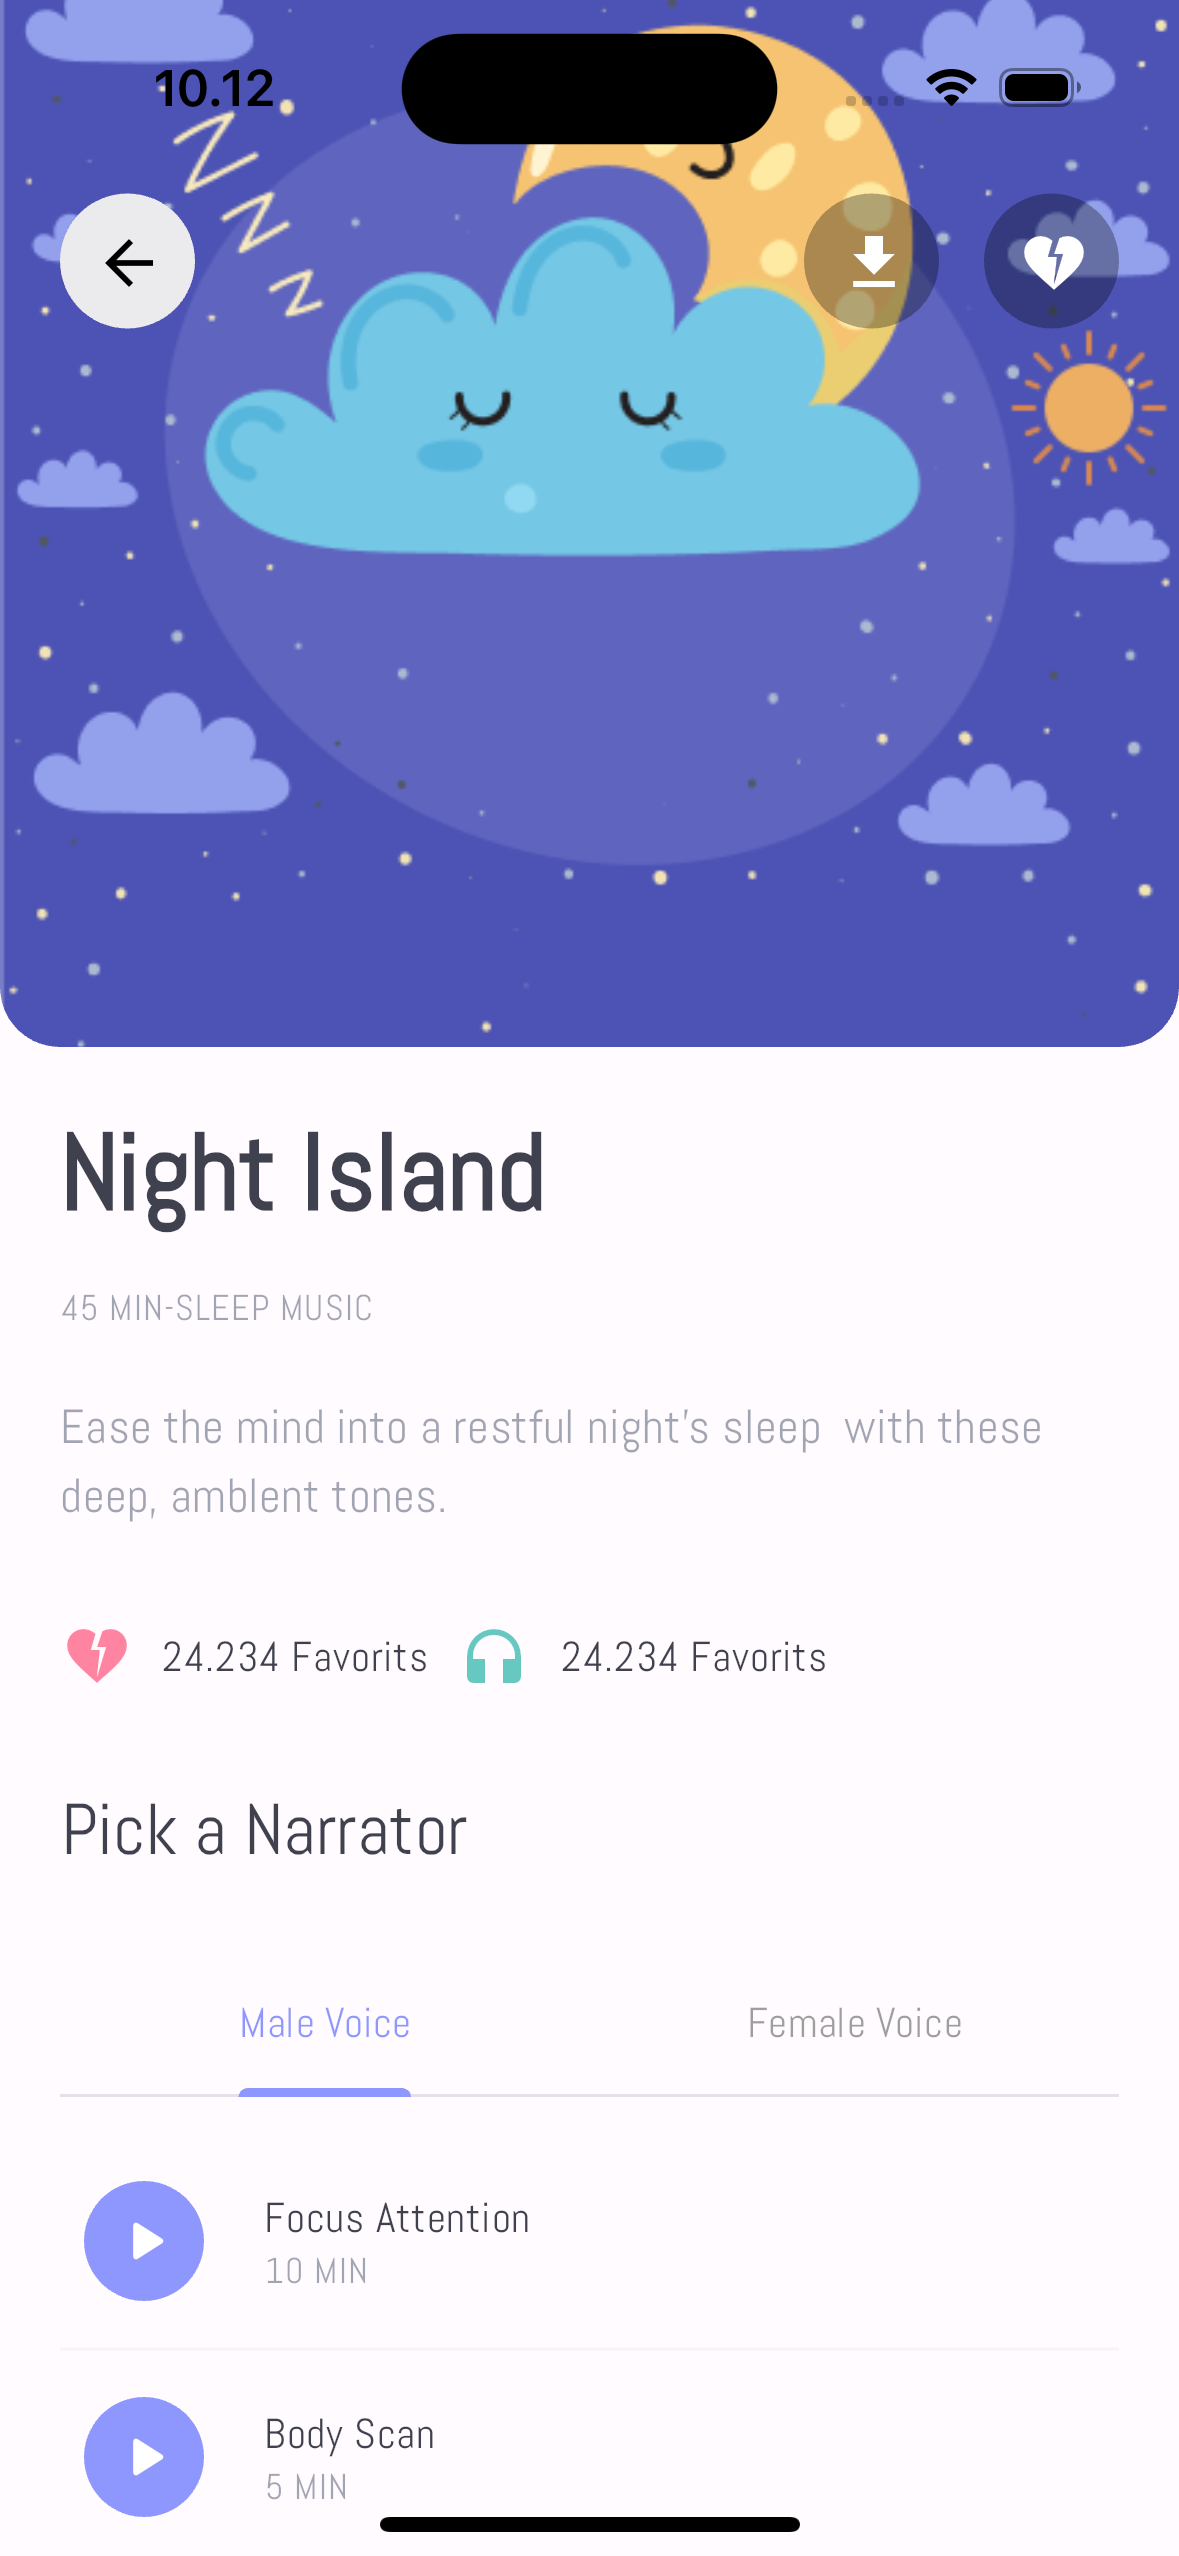 10.12
Z
Z
Z
Night Island
45 MIN-SLEEP MUSIC
Ease the mind into a restful night's sleep  with these
deep, amblent tones.
24.234 Favorits 24.234 Favorits
Pick a Narrator
Male Voice Female Voice
Focus Attention
10 MIN
Body Scan
5 MIN